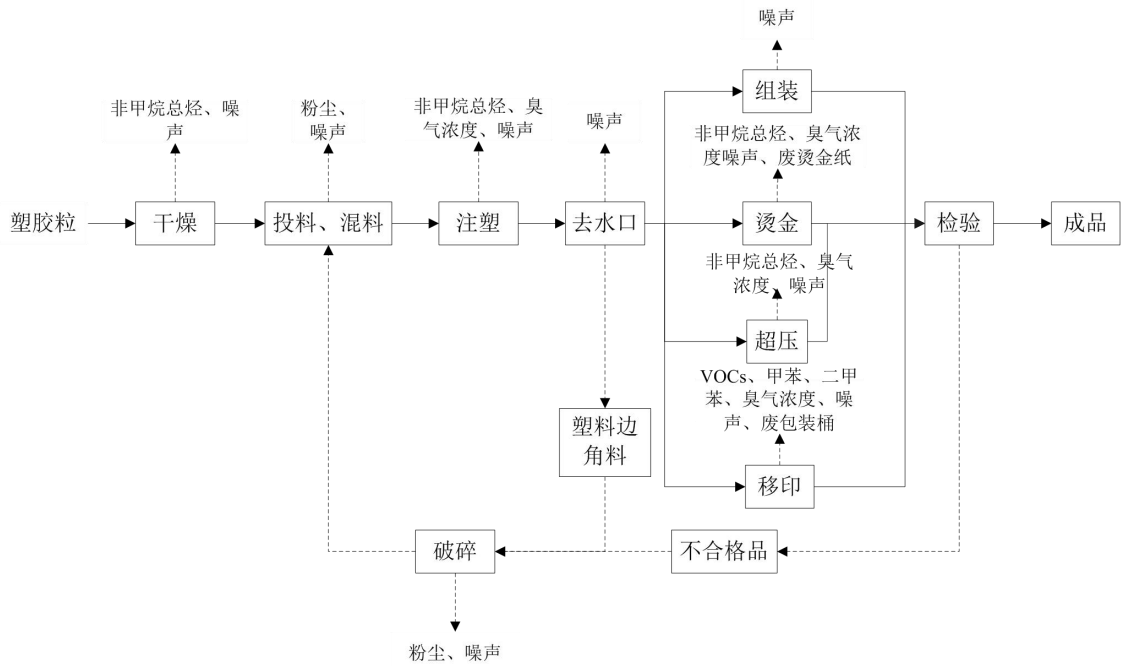 噪声
组装
非甲烷总烃、噪
声
粉尘、
噪声
非甲烷总烃、臭
气浓度、噪声
噪声
非甲烷总烃、臭气浓
度噪声、废烫金纸
塑胶粒
干燥
投料、混料
注塑
去水口
烫金
检验
成品
非甲烷总烃、臭气
浓度、噪声
超压
VOCs、甲苯、二甲
苯、臭气浓度、噪
声、废包装桶
塑料边
角料
移印
破碎
不合格品
粉尘、噪声